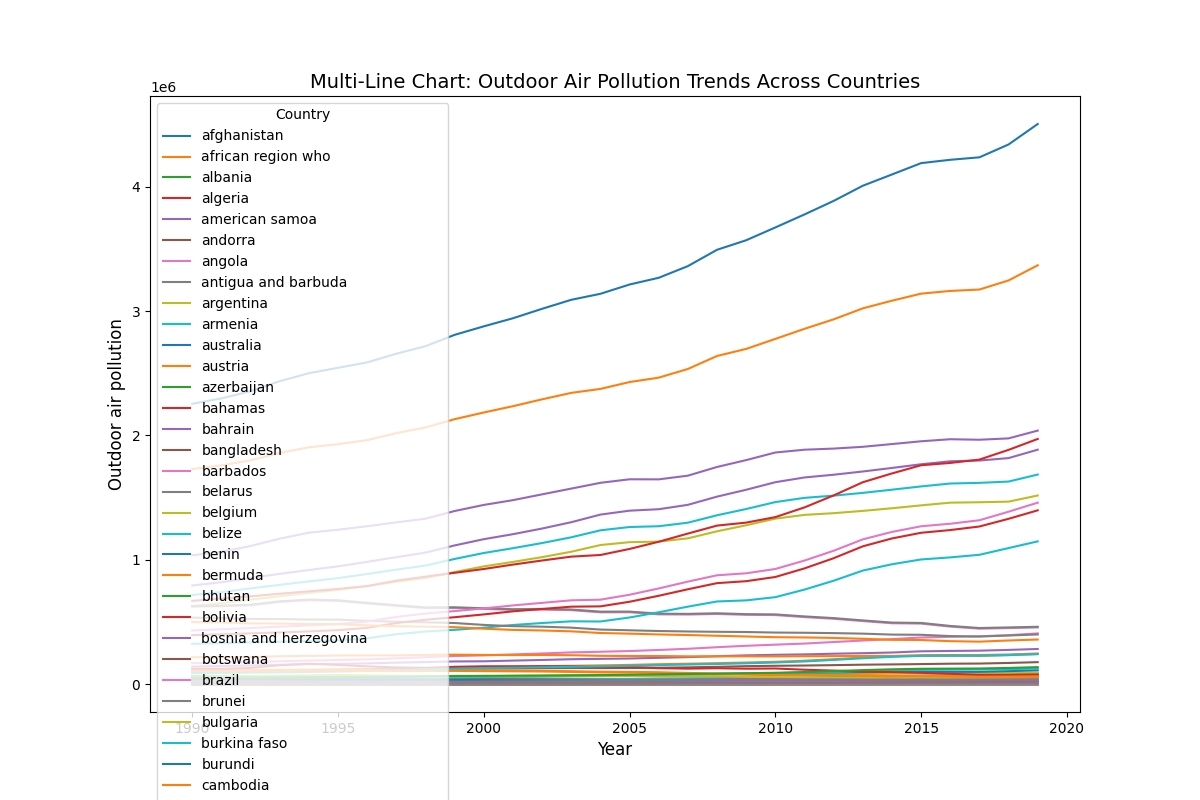 Multi-Line Chart: Outdoor Air Pollution Trends Across Countries
1e6
Country
afghanistan
african region who
albania
algeria
american samoa
andorra
angola
antigua and barbuda
argentina
armenia
australia
austria
azerbaijan
bahamas
bahrain
bangladesh
barbados
belarus
belgium
belize
benin
bermuda
bhutan
bolivia
bosnia and herzegovina
botswana
brazil
brunei
bulgaria
burkina faso
burundi
cambodia
4
3
2
1
0
Outdoor air pollution
1990 1995 2000 2005 2010 2015 2020
Year